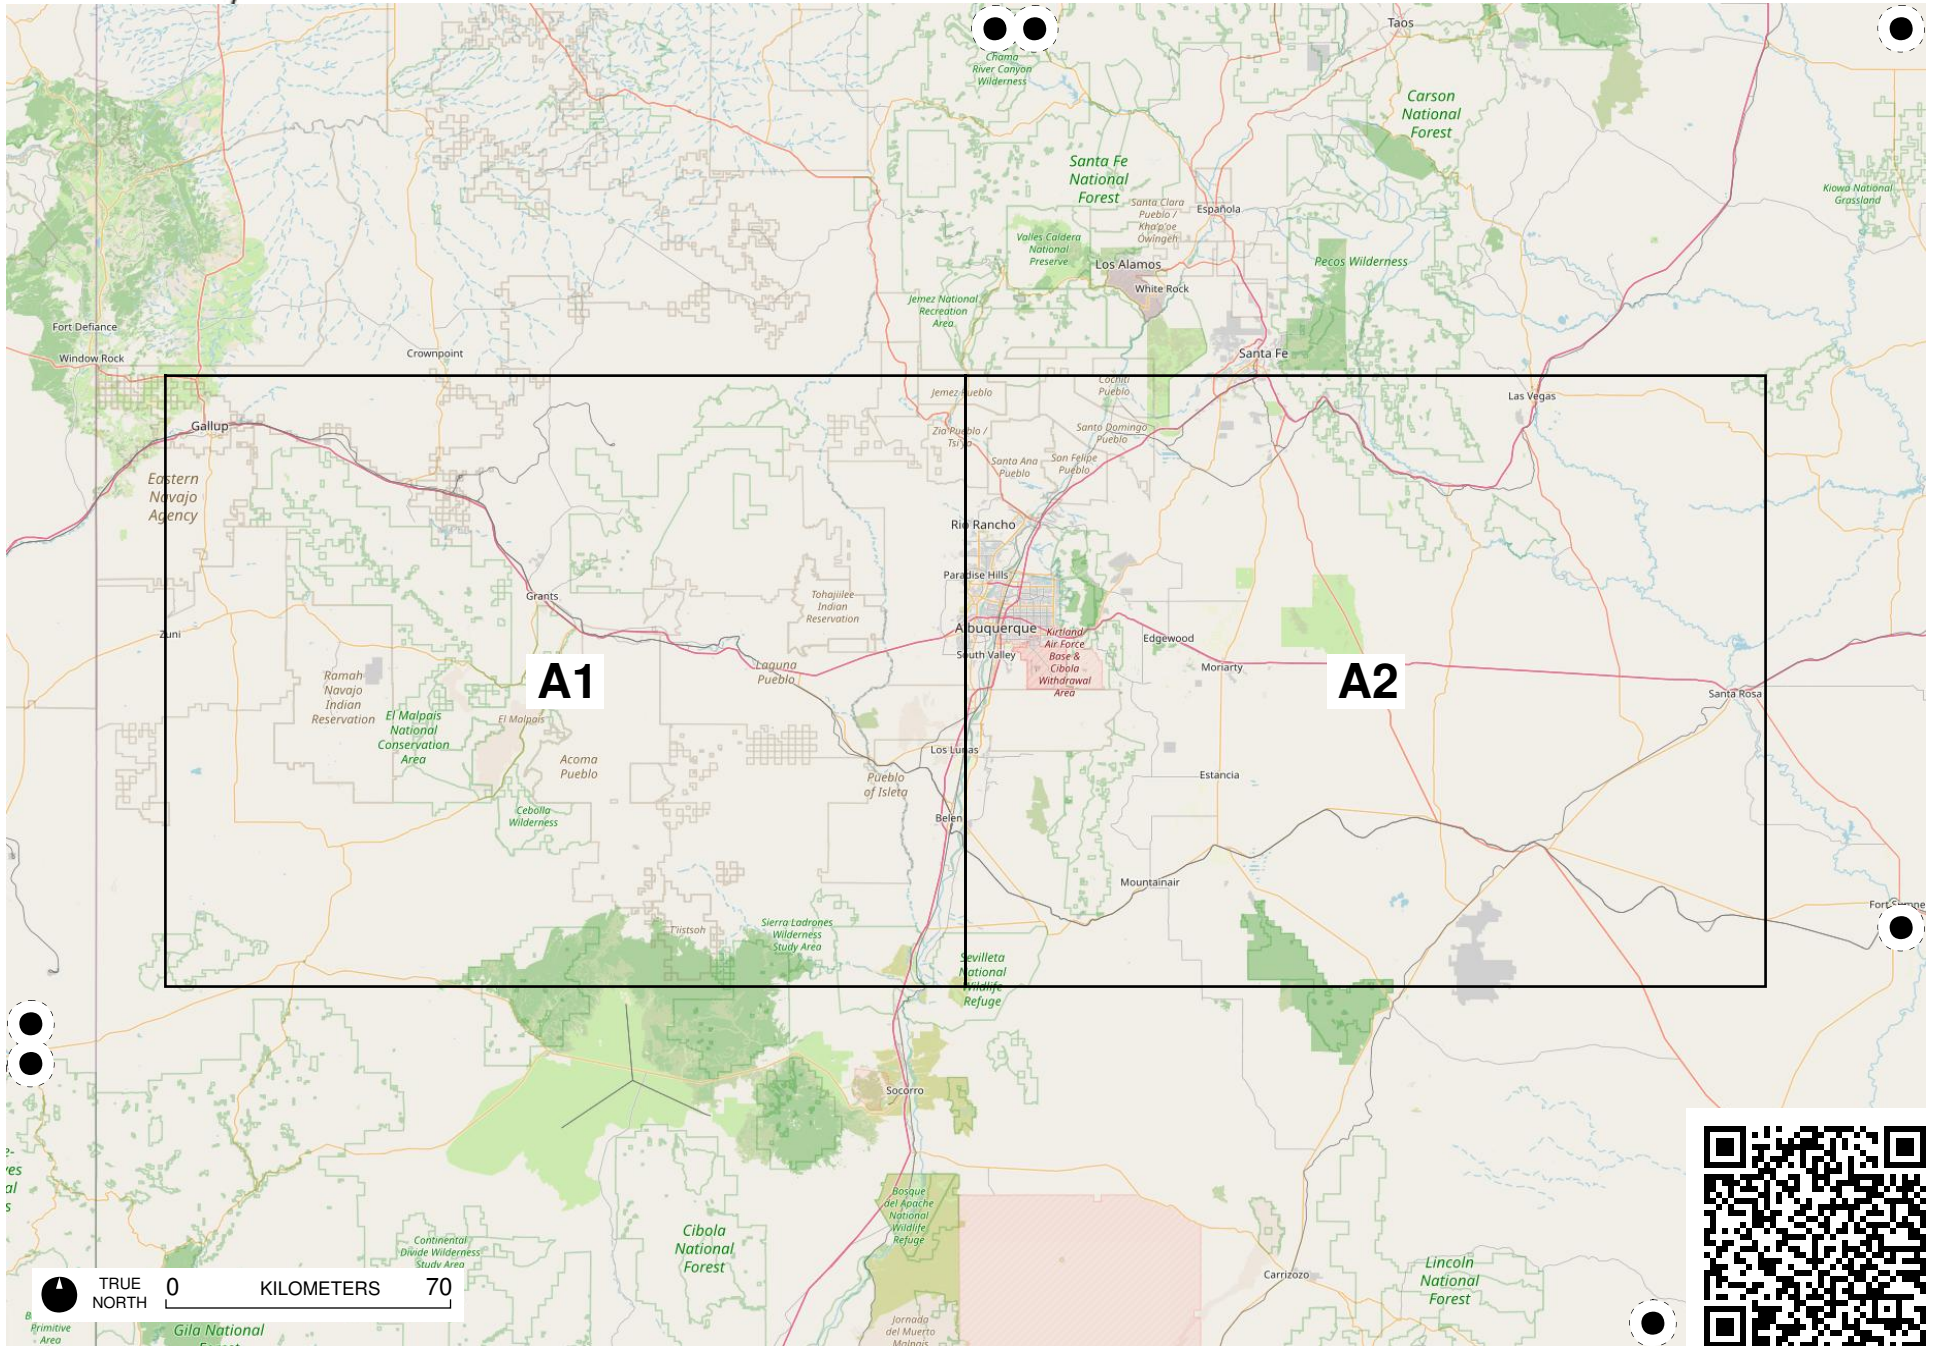 Taos
Chama
River Canyon
Wilderness
Carson
National
Forest
Santa Fe
National
Forest
Kiowa National
Grassland
Santa Clara
Pueblo /
Kha'p'oe
Owingeh
Española
Valles Caldera
National
Preserve
Los Alamos
Pecos Wilderness
White Rock
Jemez National
Recreation
Area
Fort Defiance
Window Rock
Crownpoint
Santa Fe
Cochiti
Pueblo
Jemez Pueblo
Las Vegas
Gallup
Zia Pueblo /
Santo Domingo
Pueblo
Santa Ana
Pueblo
San Felipe
Pueblo
Eastern
Navajo
Agency
Rio Rancho
Paradise Hills
Grants
Tohajiilee
Indian
Reservation
Zuni
Albuquerque
Kirtland
Air Force
Base &
Cibola
Withdrawal
Area
South Valley
Edgewood
Moriarty
Laguna
Pueblo
A1
A2
Santa Rosa
Ramah
Navajo
Indian
Reservation
El Malpais
National
Conservation
Area
El Malpais
Acoma
Pueblo
Los Lunas
Pueblo
of Isleta
Estancia
Cebolla
Wilderness
Belen
Mountainair
Fort Sumne
Sierra Ladrones
Wilderness
Study Area
T'iistsoh
Sevilleta
National
Wildlife
Refuge
Socorro
Bosque
del Apache
National
Wildlife
Refuge
Cibola
National
Forest
Continental
Divide Wilderness
Study Area
Carrizozo
Lincoln
National
Forest
TRUE
NORTH
0 KILOMETERS 70
Primitive
Area
Gila National
Forest
Jornada
del Muerto
Malpais